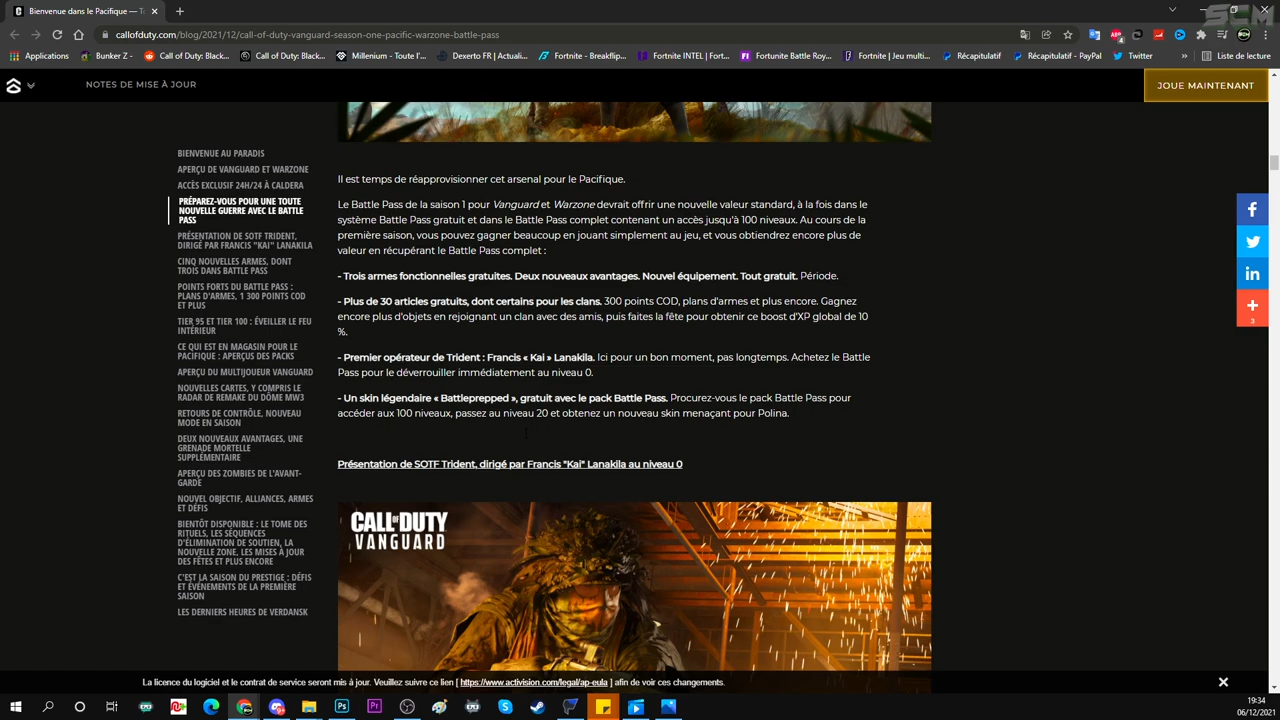 Bienvenue dans le Pacifique — To
SCM
callofduty.com/blog/2021/12/call-of-duty-vanguard-season-one-pacific-warzone-battle-pass
Applications
Bunker Z -
Call of Duty: Black...
Call of Duty: Black...
Millenium - Toute l'...
Dexerto FR | Actuali...
Fortnite - Breakflip...
Fortnite INTEL | Fort...
Fortnite Battle Roy...
Fortnite | Jeu multi...
Récapitulatif
Récapitulatif - PayPal
Twitter
»
Liste de lecture
NOTES DE MISE À JOUR
JOUE MAINTENANT
BIENVENUE AU PARADIS
APERÇU DE VANGUARD ET WARZONE
ACCÈS EXCLUSIF 24H/24 À CALDERA
PRÉPAREZ-VOUS POUR UNE TOUTE
NOUVELLE GUERRE AVEC LE BATTLE
PASS
PRÉSENTATION DE SOTF TRIDENT,
DIRIGÉ PAR FRANCIS "KAI" LANAKILA
CINQ NOUVELLES ARMES, DONT
TROIS DANS BATTLE PASS
POINTS FORTS DU BATTLE PASS :
PLANS D'ARMES, 1 300 POINTS COD
ET PLUS
TIER 95 ET TIER 100 : ÉVEILLER LE FEU
INTÉRIEUR
CE QUI EST EN MAGASIN POUR LE
PACIFIQUE : APERÇUS DES PACKS
APERÇU DU MULTIJOUEUR VANGUARD
NOUVELLES CARTES, Y COMPRIS LE
RADAR DE REMAKE DU DÔME MW3
RETOURS DE CONTRÔLE, NOUVEAU
MODE EN SAISON
DEUX NOUVEAUX AVANTAGES, UNE
GRENADE MORTELLE
SUPPLÉMENTAIRE
APERÇU DES ZOMBIES DE L'AVANT-
GARDE
NOUVEL OBJECTIF, ALLIANCES, ARMES
ET DÉFIS
BIENTÔT DISPONIBLE : LE TOME DES
RITUELS, LES SÉQUENCES
D'ÉLIMINATION DE SOUTIEN, LA
NOUVELLE ZONE, LES MISES À JOUR
DES FÊTES ET PLUS ENCORE
C'EST LA SAISON DU PRESTIGE : DÉFIS
ET ÉVÉNEMENTS DE LA PREMIÈRE
SAISON
LES DERNIERS HEURES DE VERDANSK
Il est temps de réapprovisionner cet arsenal pour le Pacifique.
Le Battle Pass de la saison 1 pour Vanguard et Warzone devrait offrir une nouvelle valeur standard, à la fois dans le
système Battle Pass gratuit et dans le Battle Pass complet contenant un accès jusqu'à 100 niveaux. Au cours de la
première saison, vous pouvez gagner beaucoup en jouant simplement au jeu, et vous obtiendrez encore plus de
valeur en récupérant le Battle Pass complet :
- Trois armes fonctionnelles gratuites. Deux nouveaux avantages. Nouvel équipement. Tout gratuit. Période.
- Plus de 30 articles gratuits, dont certains pour les clans. 300 points COD, plans d'armes et plus encore. Gagnez
encore plus d'objets en rejoignant un clan avec des amis, puis faites la fête pour obtenir ce boost d'XP global de 10
%.
- Premier opérateur de Trident : Francis « Kai » Lanakila. Ici pour un bon moment, pas longtemps. Achetez le Battle
Pass pour le déverrouiller immédiatement au niveau 0.
- Un skin légendaire « Battleprepped », gratuit avec le pack Battle Pass. Procurez-vous le pack Battle Pass pour
accéder aux 100 niveaux, passez au niveau 20 et obtenez un nouveau skin menaçant pour Polina.
Présentation de SOTF Trident, dirigé par Francis "Kai" Lanakila au niveau 0
CALL OF DUTY
VANGUARD
3
La licence du logiciel et le contrat de service seront mis à jour. Veuillez suivre ce lien [ https://www.activision.com/legal/ap-eula ] afin de voir ces changements.
19:34
06/12/2021